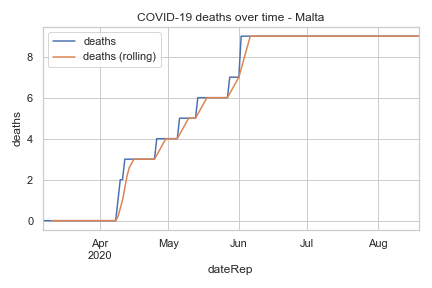 COVID-19 deaths over time - Malta
deaths
deaths (rolling)
8
6
4
2
0
deaths
Apr
2020
May
Jun
Jul
Aug
dateRep